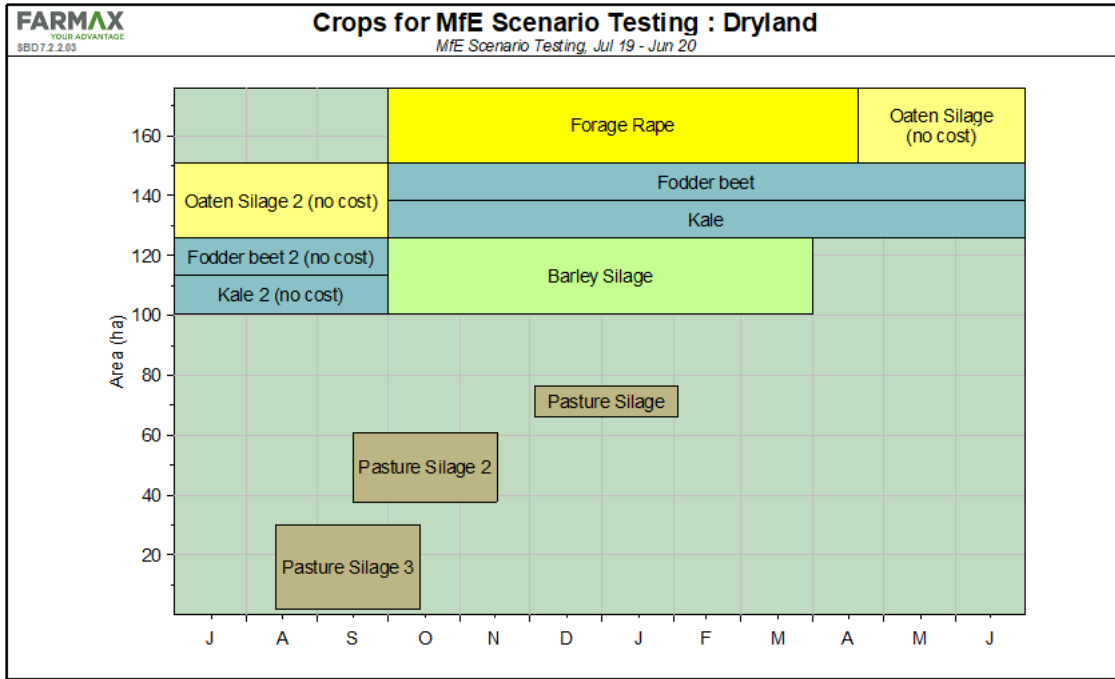 FARMAX
YOUR ADVANTAGE
SBD7.2.2.03
Crops for MfE Scenario Testing : Dryland
MfE Scenario Testing, Jul 19 - Jun 20
Area (ha)
160
140
120
100
80
60
40
20
Forage Rape
Oaten Silage
(no cost)
Oaten Silage 2 (no cost)
Fodder beet
Kale
Fodder beet 2 (no cost)
Kale 2 (no cost)
Barley Silage
Pasture Silage
Pasture Silage 2
Pasture Silage 3
J A S O N D J F M A M J